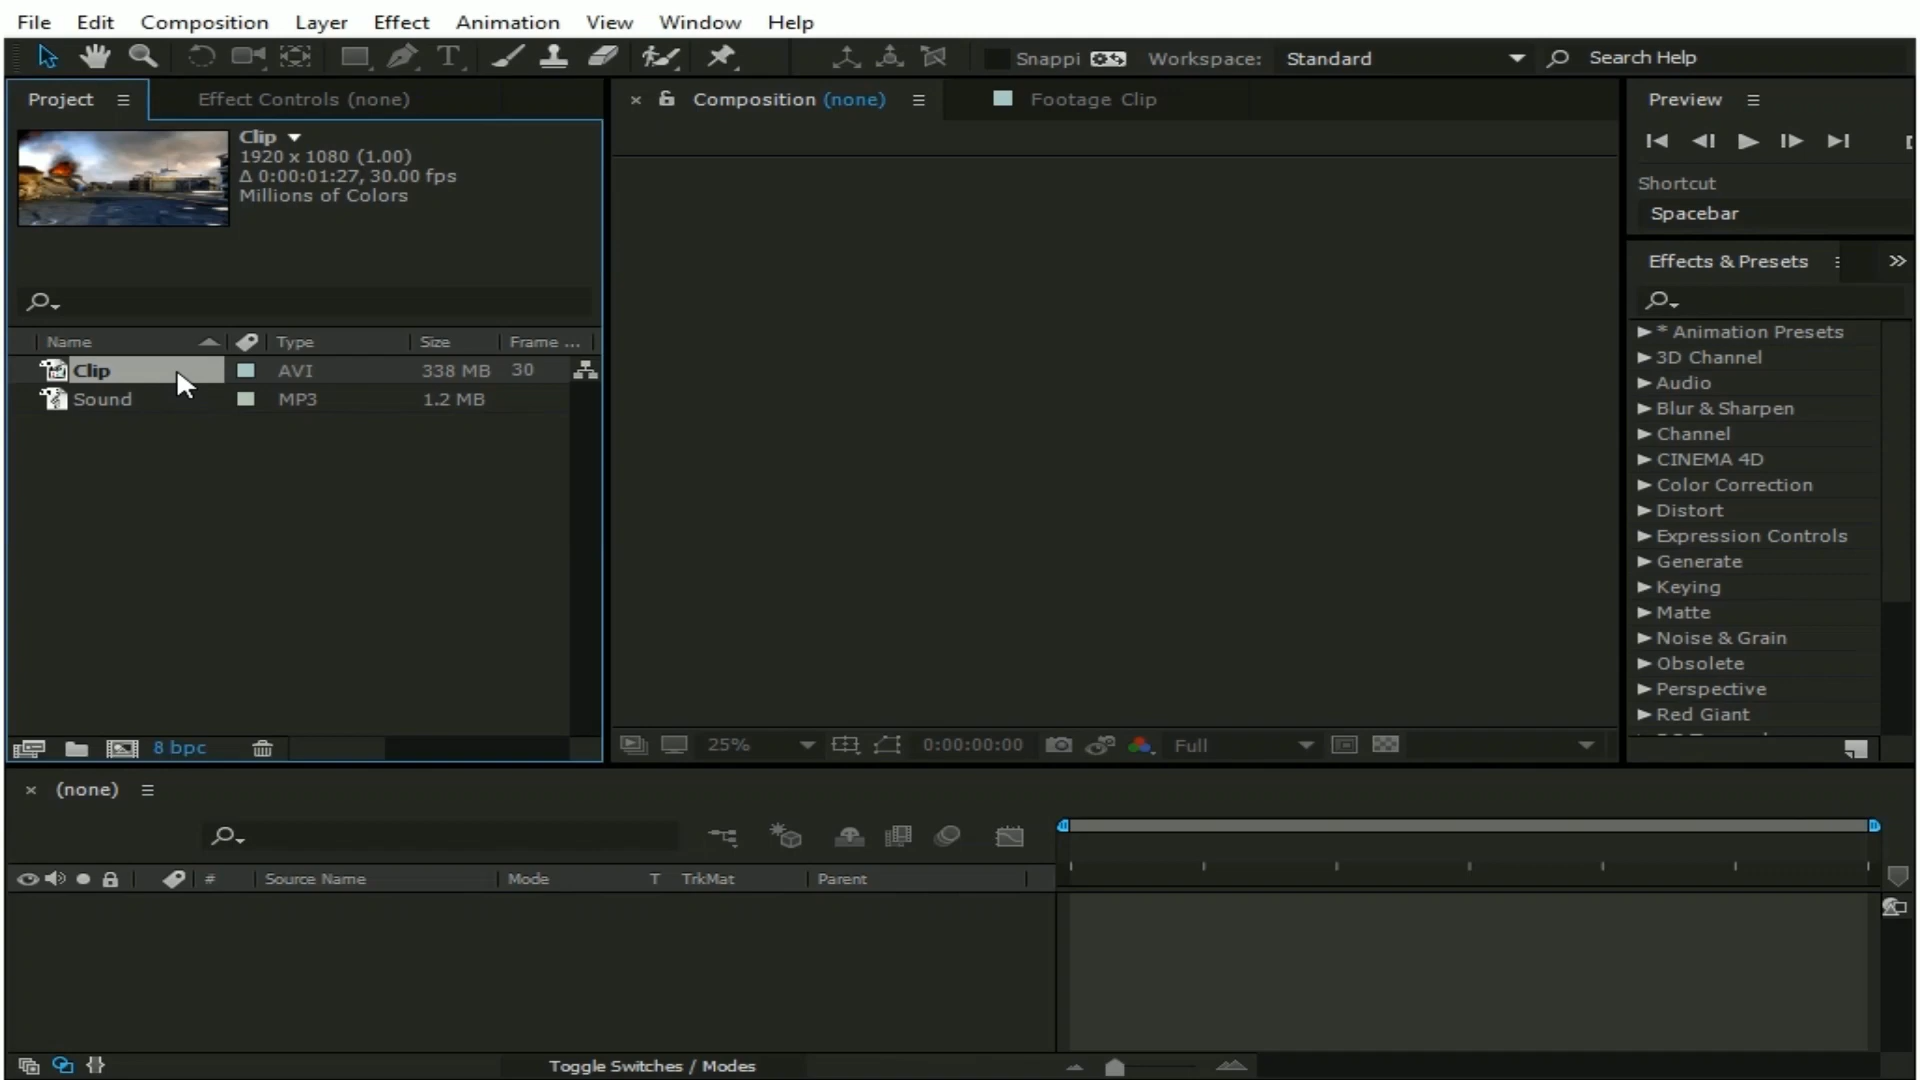 File Edit Composition Layer Effect Animation View Window Help
Snappi Workspace: Standard Search Help
Project Effect Controls (none) Composition (none) Footage Clip Preview
Clip
1920 x 1080 (1.00)
Δ 0:00:01:27, 30.00 fps
Millions of Colors
Shortcut
Spacebar
Effects & Presets
Name Type Size Frame ...
Clip AVI 338 MB 30
Sound MP3 1.2 MB
* Animation Presets
3D Channel
Audio
Blur & Sharpen
Channel
CINEMA 4D
Color Correction
Distort
Expression Controls
Generate
Keying
Matte
Noise & Grain
Obsolete
Perspective
Red Giant
8 bpc
25% 0:00:00:00 Full
(none)
# Source Name Mode T TrkMat Parent
Toggle Switches / Modes